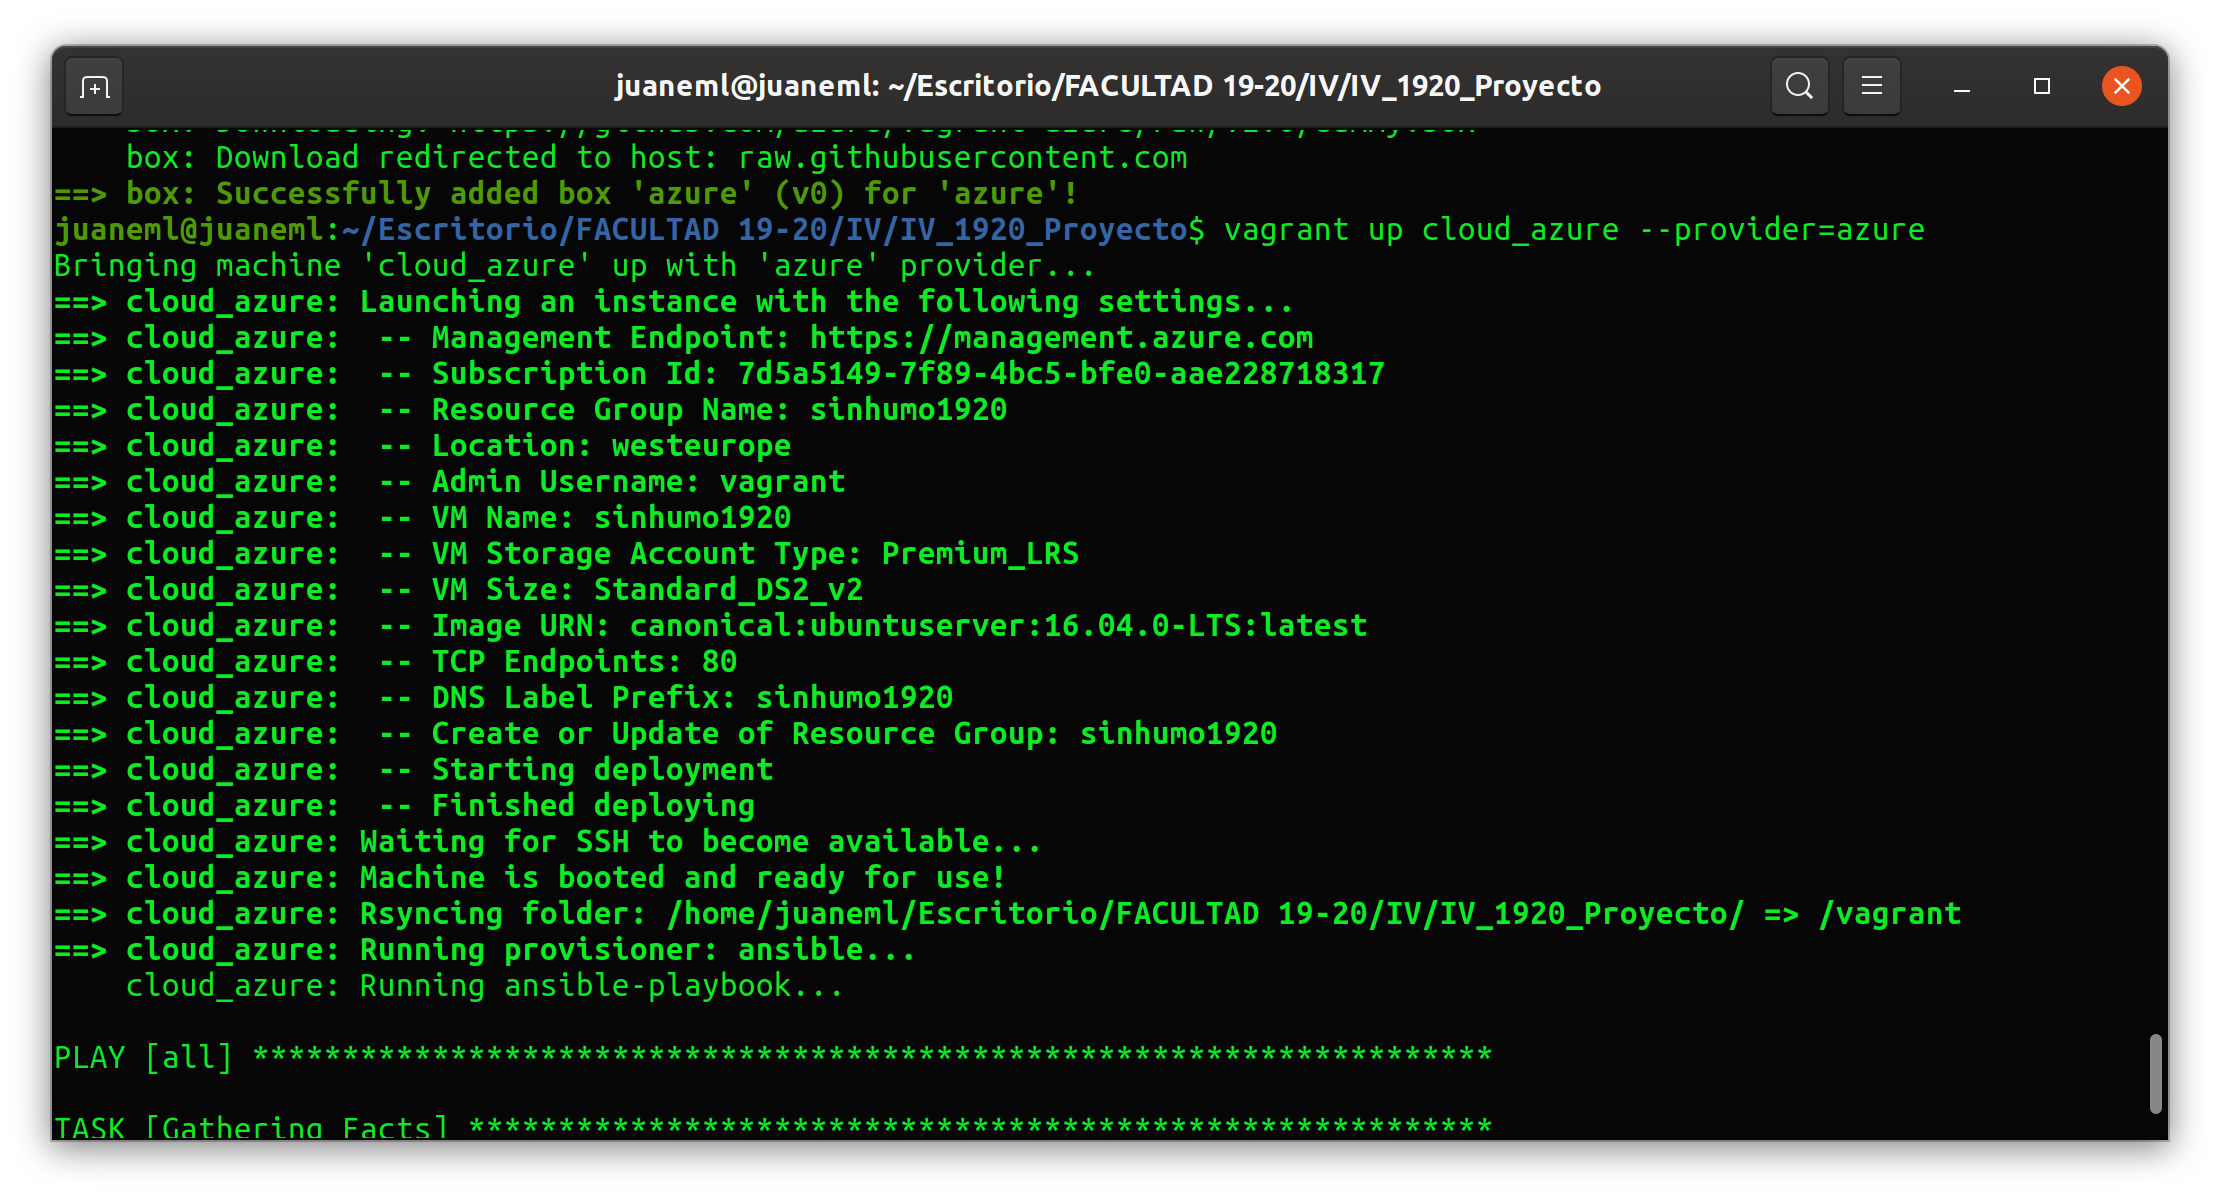 juaneml@juaneml: ~/Escritorio/FACULTAD 19-20/IV/IV_1920_Proyecto
box: Download redirected to host: raw.githubusercontent.com
==> box: Successfully added box 'azure' (v0) for 'azure'!
juaneml@juaneml:~/Escritorio/FACULTAD 19-20/IV/IV_1920_Proyecto$ vagrant up cloud_azure --provider=azure
Bringing machine 'cloud_azure' up with 'azure' provider...
==> cloud_azure: Launching an instance with the following settings...
==> cloud_azure:  -- Management Endpoint: https://management.azure.com
==> cloud_azure:  -- Subscription Id: 7d5a5149-7f89-4bc5-bfe0-aae228718317
==> cloud_azure:  -- Resource Group Name: sinhumo1920
==> cloud_azure:  -- Location: westeurope
==> cloud_azure:  -- Admin Username: vagrant
==> cloud_azure:  -- VM Name: sinhumo1920
==> cloud_azure:  -- VM Storage Account Type: Premium_LRS
==> cloud_azure:  -- VM Size: Standard_DS2_v2
==> cloud_azure:  -- Image URN: canonical:ubuntuserver:16.04.0-LTS:latest
==> cloud_azure:  -- TCP Endpoints: 80
==> cloud_azure:  -- DNS Label Prefix: sinhumo1920
==> cloud_azure:  -- Create or Update of Resource Group: sinhumo1920
==> cloud_azure:  -- Starting deployment
==> cloud_azure:  -- Finished deploying
==> cloud_azure: Waiting for SSH to become available...
==> cloud_azure: Machine is booted and ready for use!
==> cloud_azure: Rsyncing folder: /home/juaneml/Escritorio/FACULTAD 19-20/IV/IV_1920_Proyecto/ => /vagrant
==> cloud_azure: Running provisioner: ansible...
cloud_azure: Running ansible-playbook...
PLAY [all] *********************************************************************
TASK [Gathering Facts] *********************************************************